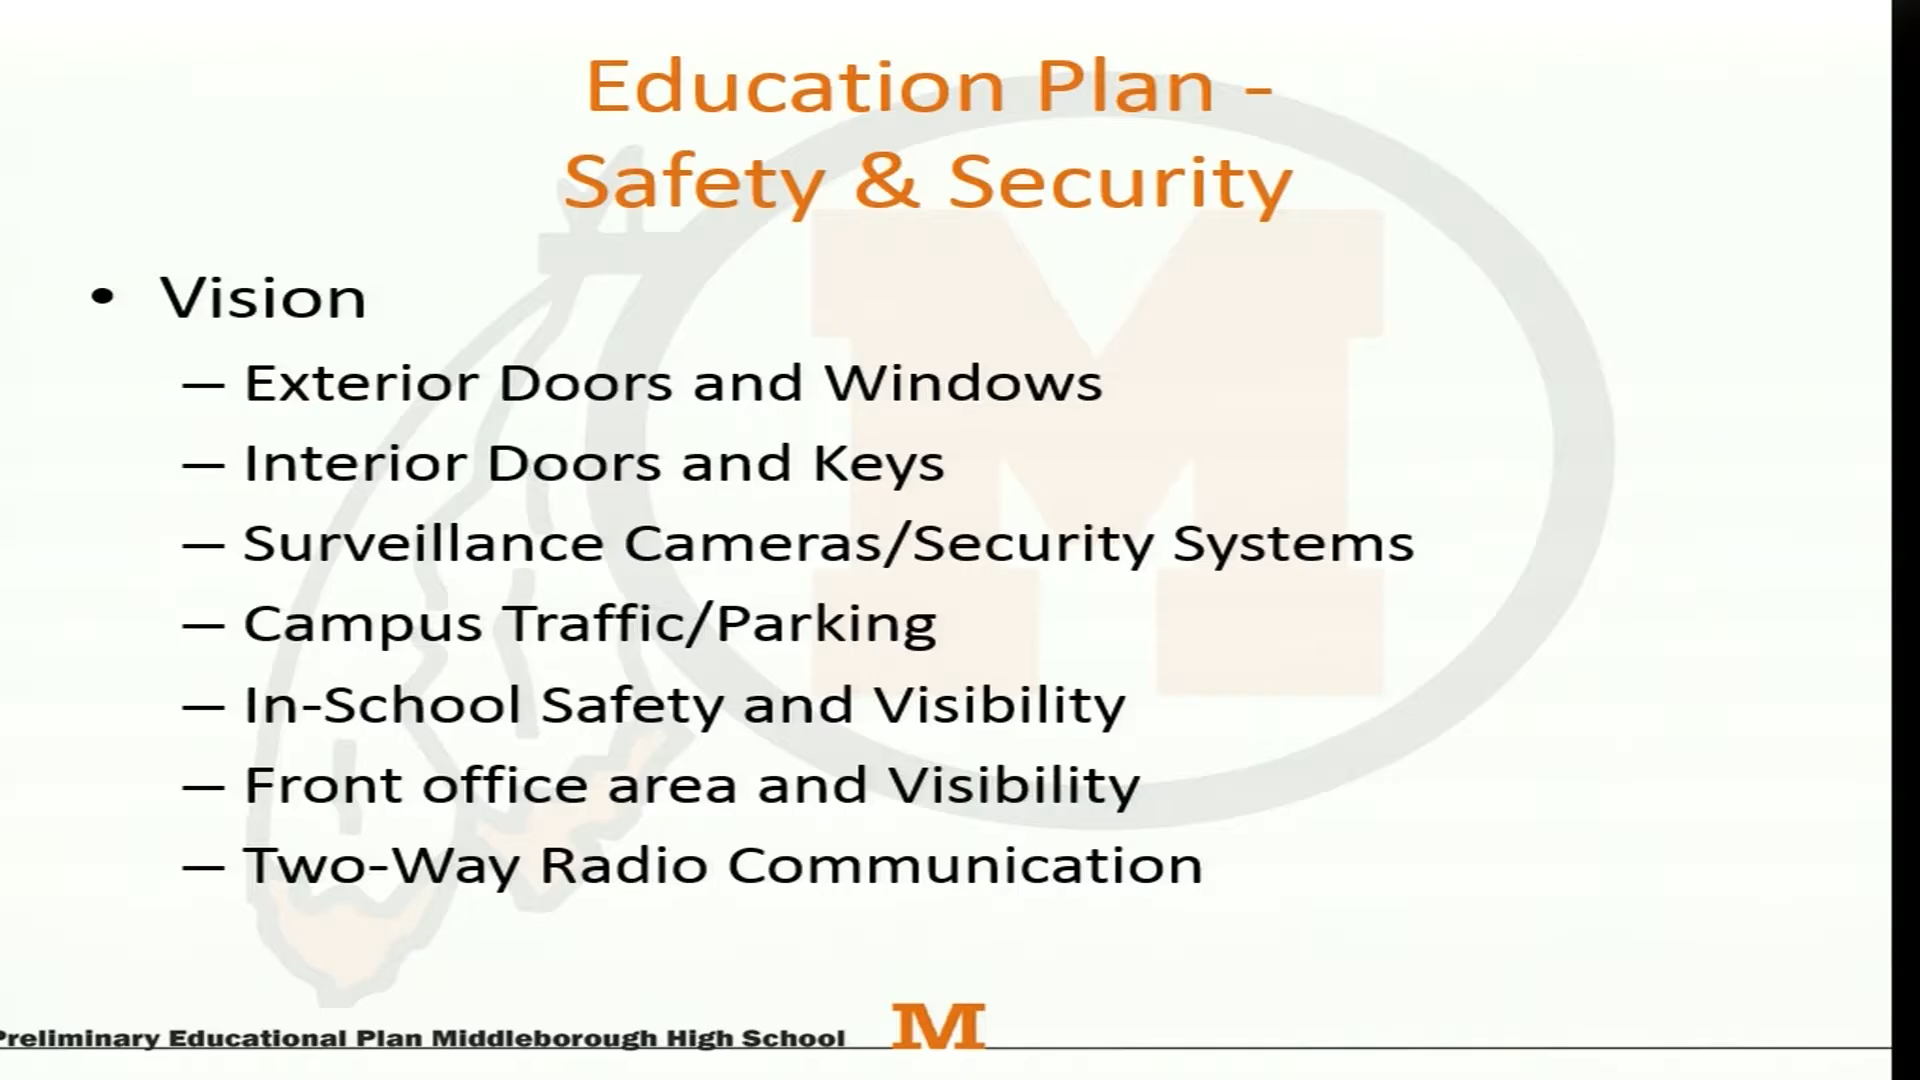 Education Plan -
Safety & Security
• Vision
– Exterior Doors and Windows
– Interior Doors and Keys
– Surveillance Cameras/Security Systems
– Campus Traffic/Parking
– In-School Safety and Visibility
– Front office area and Visibility
– Two-Way Radio Communication
Preliminary Educational Plan Middleborough High School
M